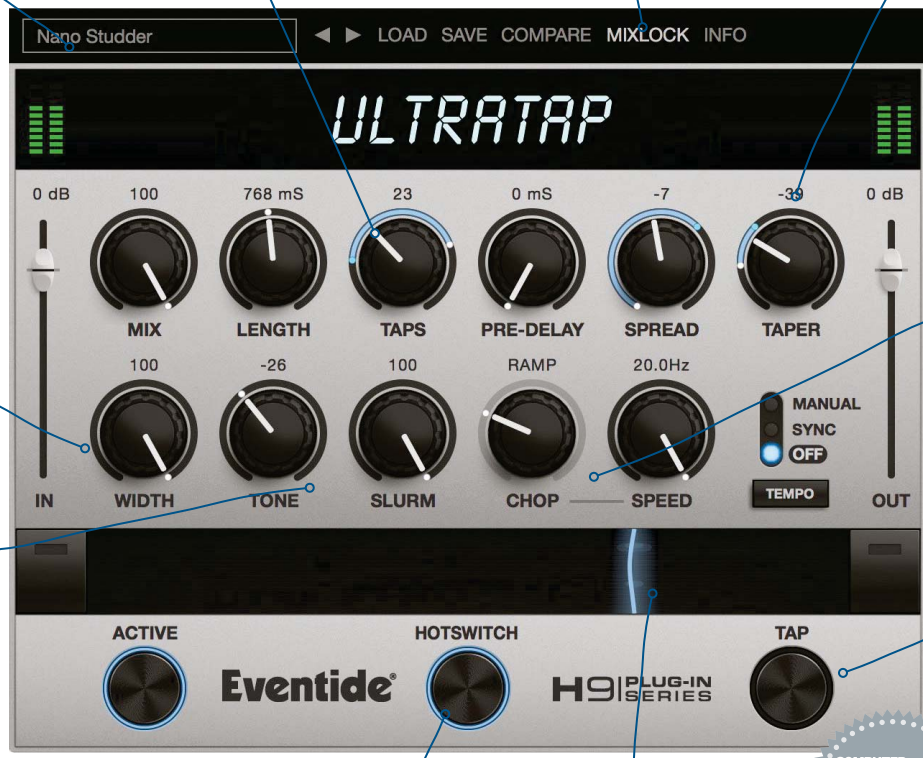 Nano Studder ◀ ▶ LOAD SAVE COMPARE MIXLOCK INFO
ULTRATAP
0 dB 100 768 mS 23 0 mS -7 -39 0 dB
MIX LENGTH TAPS PRE-DELAY SPREAD TAPER
100 -26 100 RAMP 20.0Hz
MANUAL
SYNC
OFF
TEMPO
IN WIDTH TONE SLURM CHOP SPEED OUT
ACTIVE HOTSWITCH TAP
Eventide® H9 PLUG-IN
SERIES